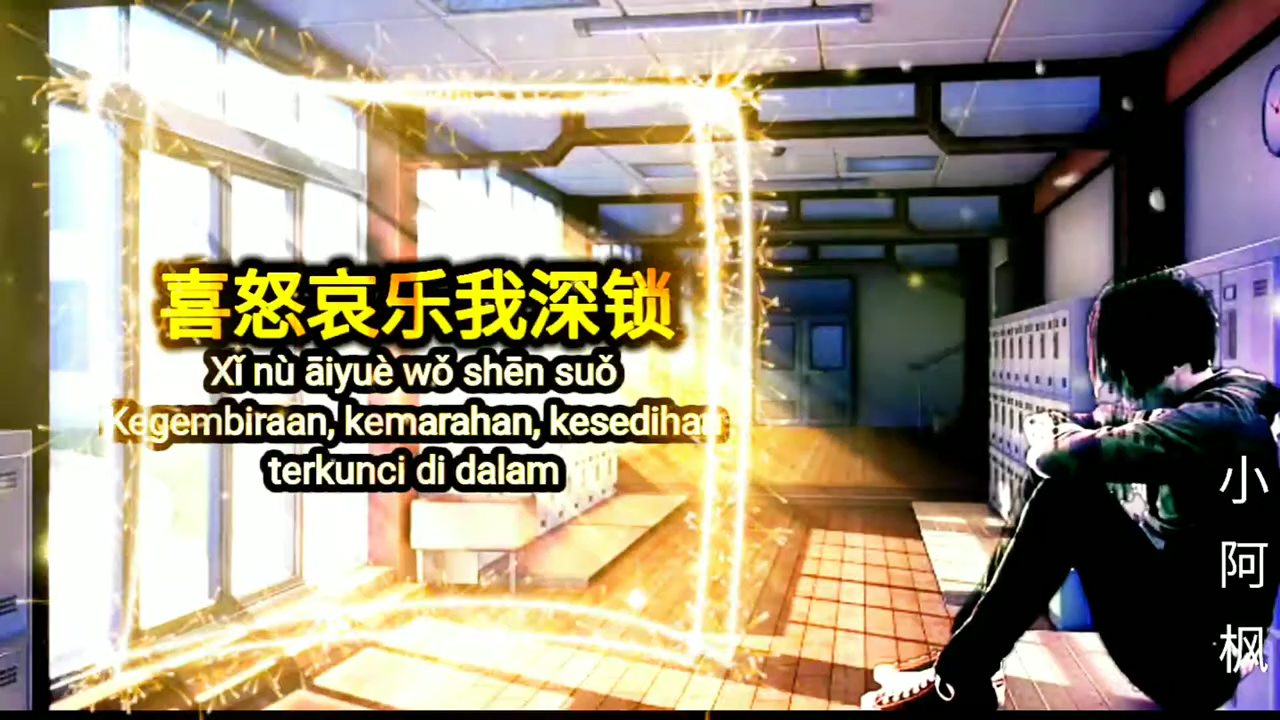 喜怒哀乐我深锁
Xǐ nù āiyuè wǒ shēn suǒ
Kegembiraan, kemarahan, kesedihan
terkunci di dalam
小阿枫